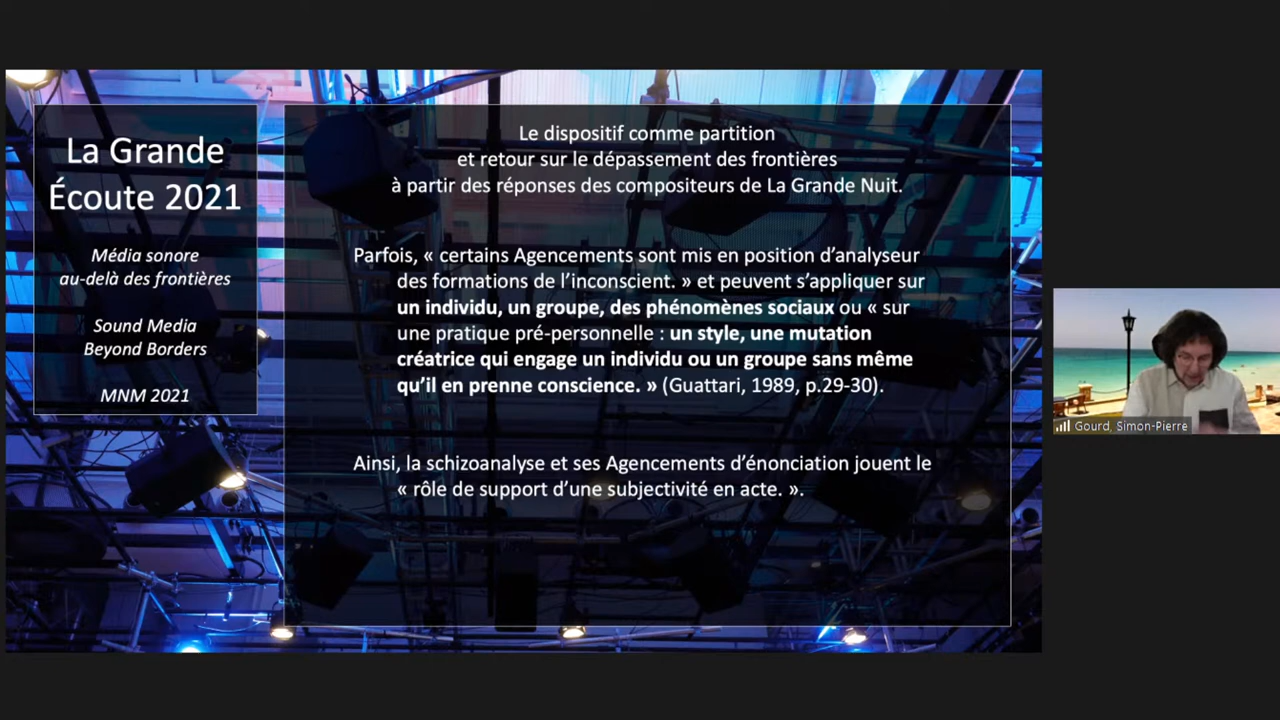 La Grande
Écoute 2021
Média sonore
au-delà des frontières
Sound Media
Beyond Borders
MNM 2021
Le dispositif comme partition
et retour sur le dépassement des frontières
à partir des réponses des compositeurs de La Grande Nuit.
Parfois, « certains Agencements sont mis en position d’analyseur
des formations de l’inconscient. » et peuvent s’appliquer sur
un individu, un groupe, des phénomènes sociaux ou « sur
une pratique pré-personnelle : un style, une mutation
créatrice qui engage un individu ou un groupe sans même
qu’il en prenne conscience. » (Guattari, 1989, p.29-30).
Ainsi, la schizoanalyse et ses Agencements d’énonciation jouent le
« rôle de support d’une subjectivité en acte. ».
Gourd, Simon-Pierre